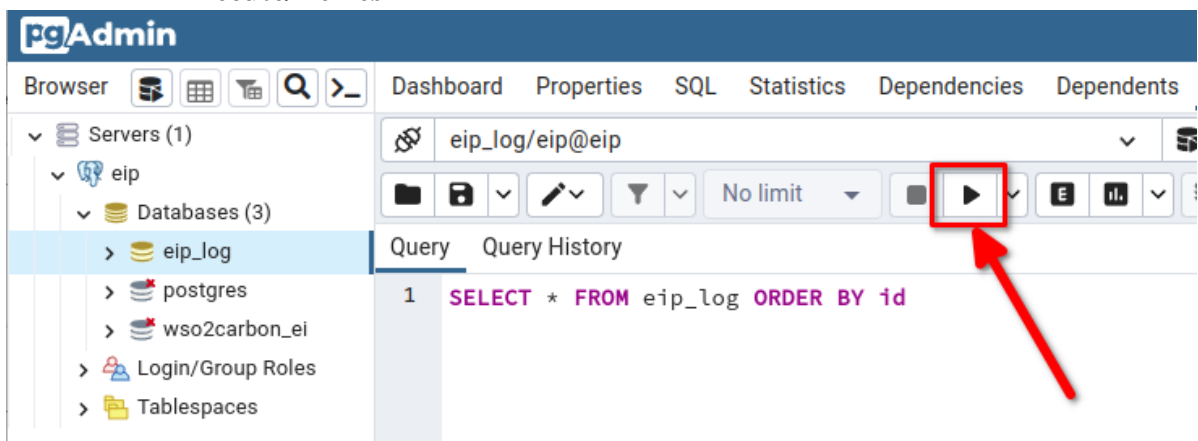 pgAdmin
Browser
Dashboard Properties SQL Statistics Dependencies Dependents
Servers (1)
eip_log/eip@eip
eip
No limit
E
Databases (3)
eip_log
Query Query History
postgres
1 SELECT * FROM eip_log ORDER BY id
wso2carbon_ei
Login/Group Roles
Tablespaces